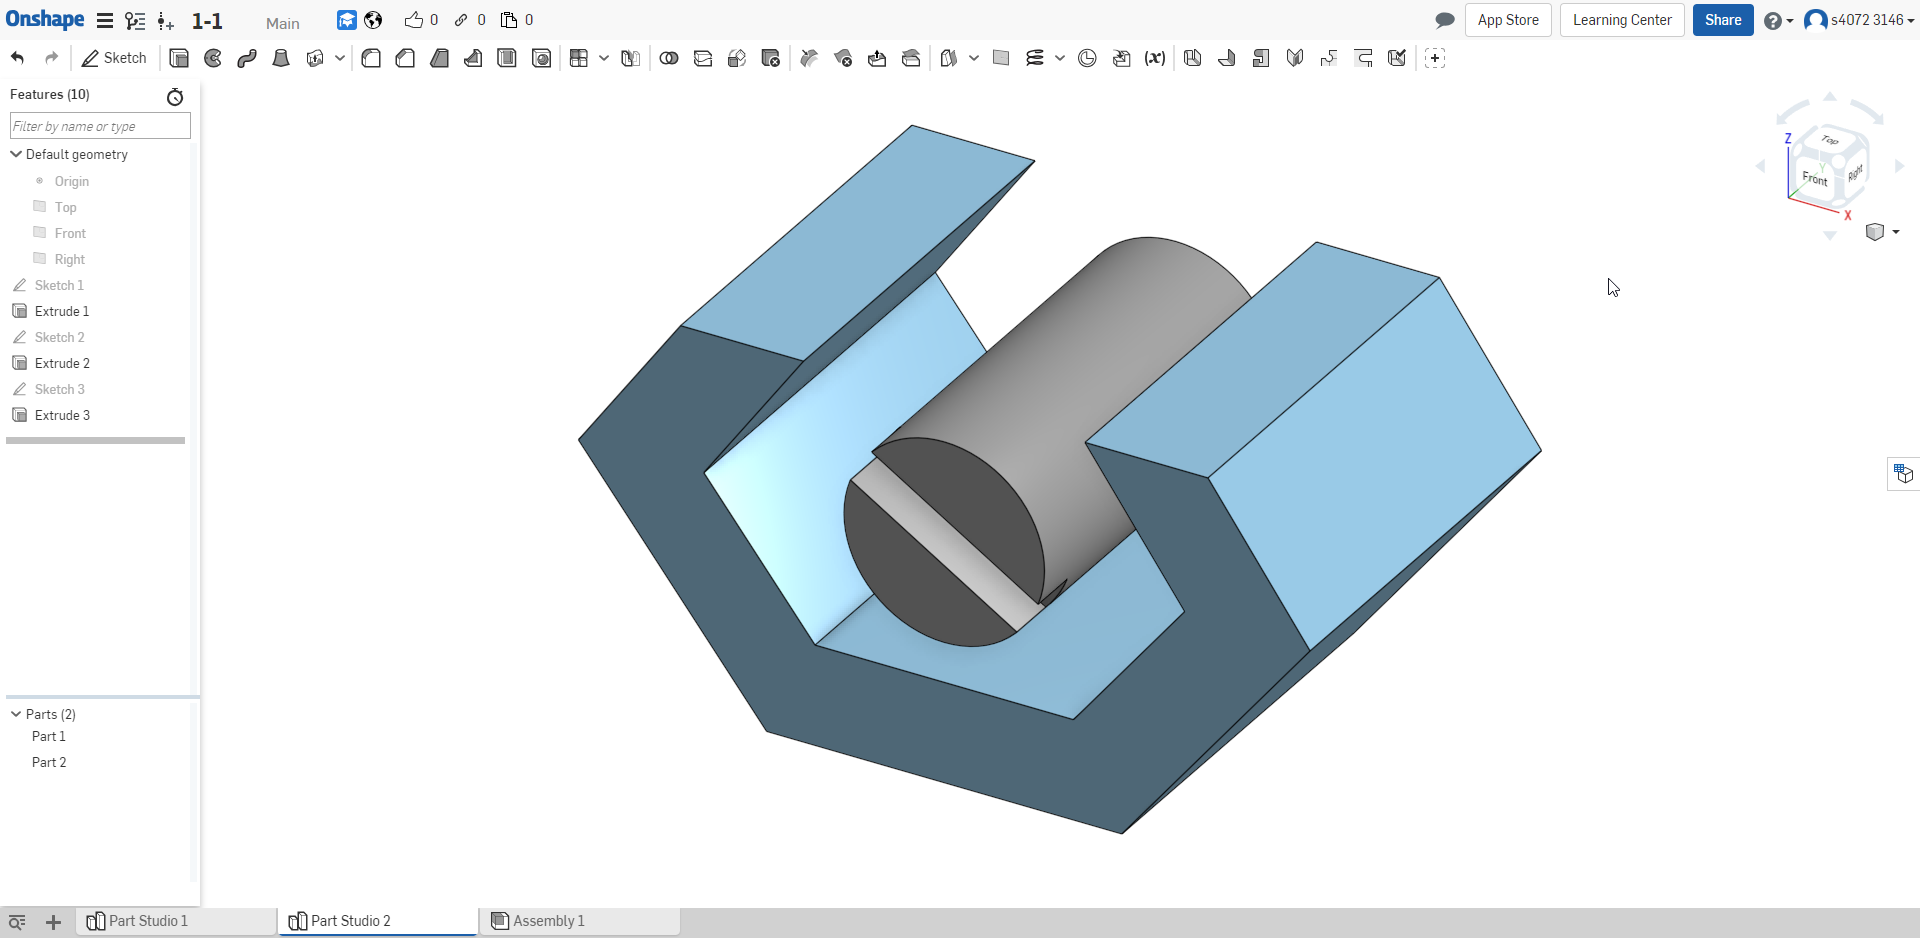 Onshape 1-1 Main 0 0 0 App Store Learning Center Share s4072 3146
Sketch (x)
Features (10)
Filter by name or type
Default geometry
Origin
Top
Front
Right
Sketch 1
Extrude 1
Sketch 2
Extrude 2
Sketch 3
Extrude 3
Parts (2)
Part 1
Part 2
Z
Top
Y
Front
Right
X
Part Studio 1 Part Studio 2 Assembly 1